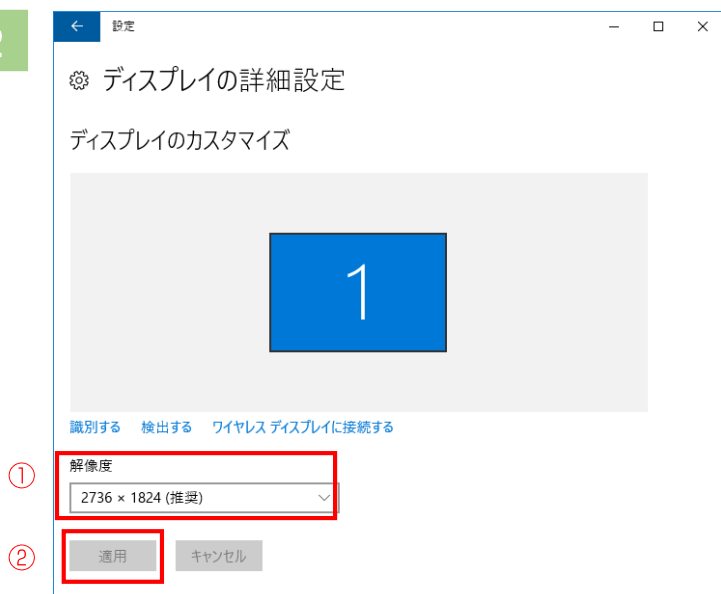 2
設定
ディスプレイの詳細設定
ディスプレイのカスタマイズ
1
識別する 検出する ワイヤレス ディスプレイに接続する
解像度
① 2736 × 1824 (推奨)
② 適用 キャンセル